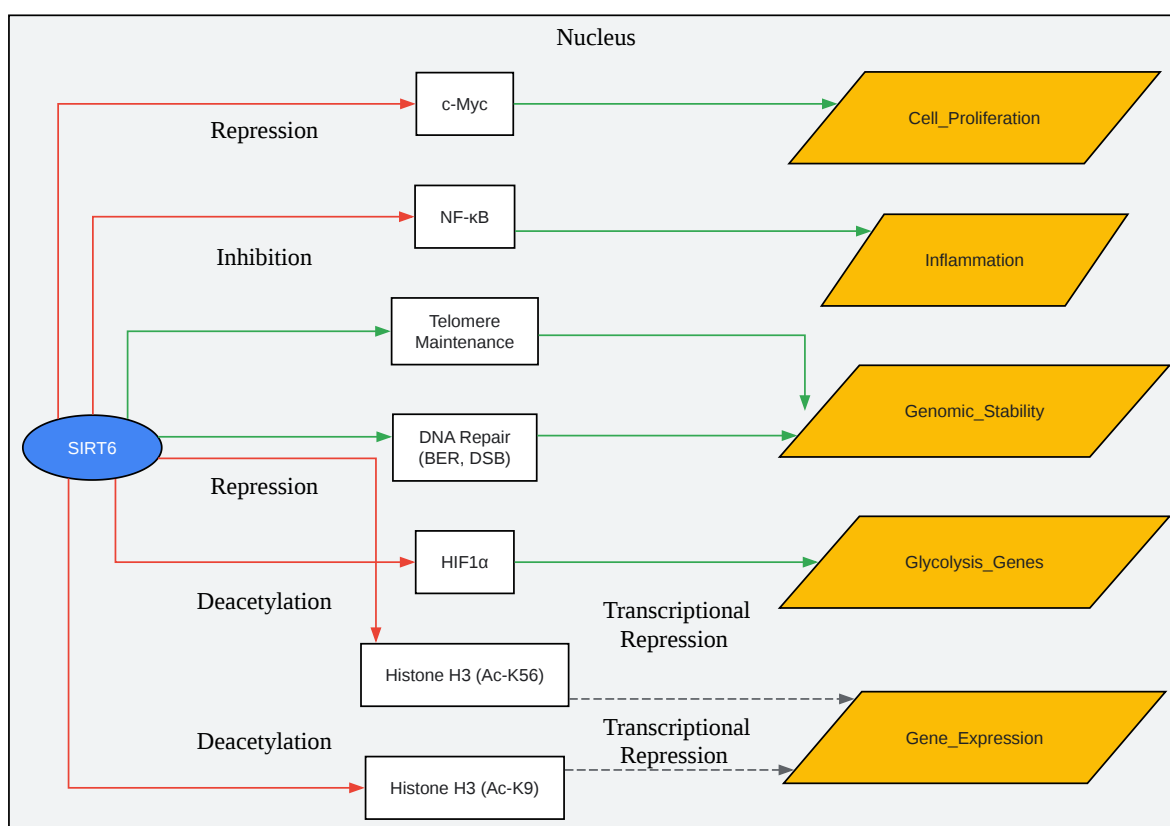 Nucleus
c-Myc
Cell_Proliferation
Repression
NF-κB
Inhibition
Inflammation
Telomere
Maintenance
Genomic_Stability
SIRT6
DNA Repair
(BER, DSB)
Repression
HIF1α
Glycolysis_Genes
Deacetylation
Transcriptional
Repression
Histone H3 (Ac-K56)
Deacetylation
Transcriptional
Repression
Gene_Expression
Histone H3 (Ac-K9)